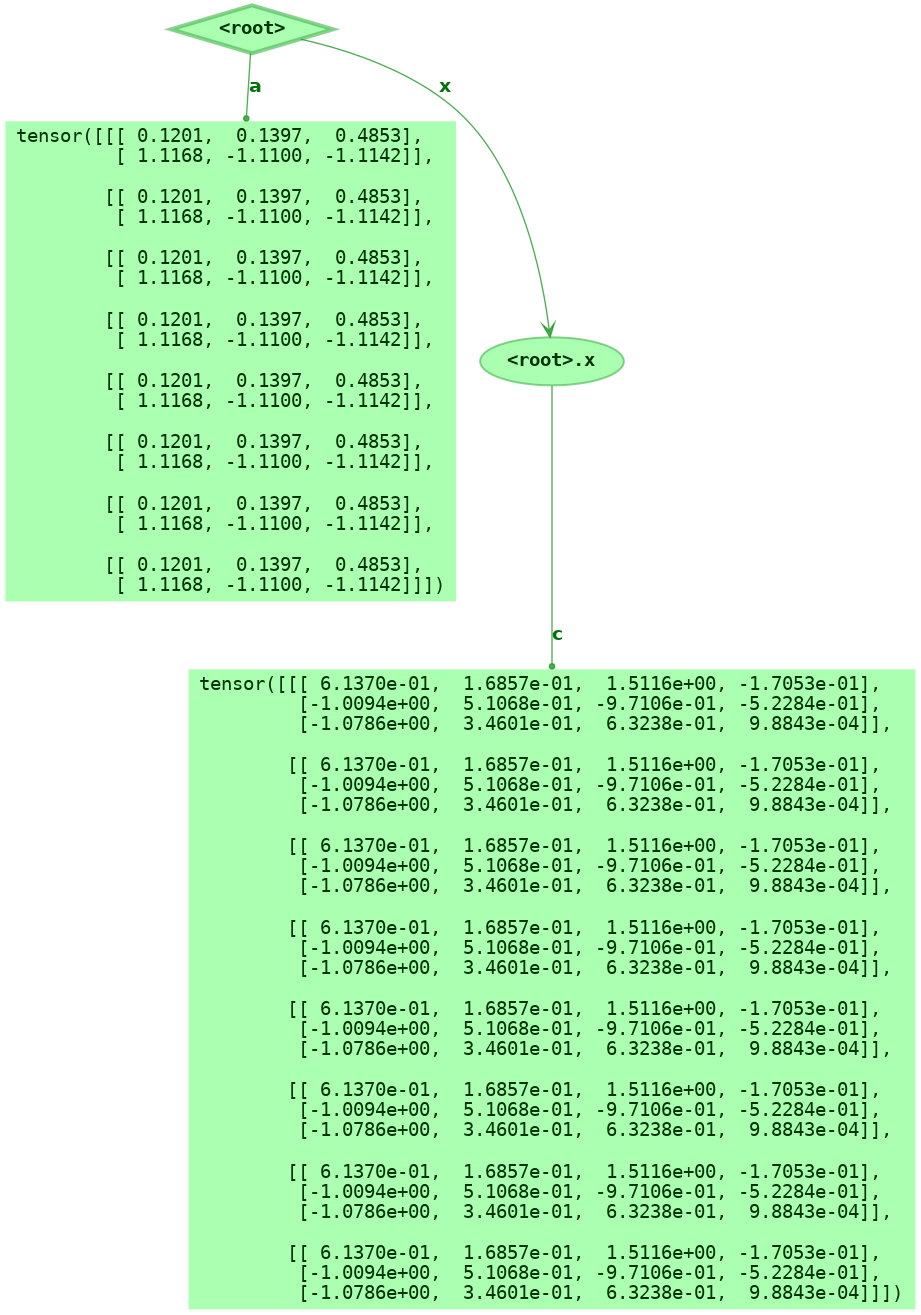 <root>
a
x
tensor([[[ 0.1201,  0.1397,  0.4853],
         [ 1.1168, -1.1100, -1.1142]],

        [[ 0.1201,  0.1397,  0.4853],
         [ 1.1168, -1.1100, -1.1142]],

        [[ 0.1201,  0.1397,  0.4853],
         [ 1.1168, -1.1100, -1.1142]],

        [[ 0.1201,  0.1397,  0.4853],
         [ 1.1168, -1.1100, -1.1142]],

        [[ 0.1201,  0.1397,  0.4853],
         [ 1.1168, -1.1100, -1.1142]],

        [[ 0.1201,  0.1397,  0.4853],
         [ 1.1168, -1.1100, -1.1142]],

        [[ 0.1201,  0.1397,  0.4853],
         [ 1.1168, -1.1100, -1.1142]],

        [[ 0.1201,  0.1397,  0.4853],
         [ 1.1168, -1.1100, -1.1142]]])
<root>.x
c
tensor([[[ 6.1370e-01,  1.6857e-01,  1.5116e+00, -1.7053e-01],
         [-1.0094e+00,  5.1068e-01, -9.7106e-01, -5.2284e-01],
         [-1.0786e+00,  3.4601e-01,  6.3238e-01,  9.8843e-04]],

        [[ 6.1370e-01,  1.6857e-01,  1.5116e+00, -1.7053e-01],
         [-1.0094e+00,  5.1068e-01, -9.7106e-01, -5.2284e-01],
         [-1.0786e+00,  3.4601e-01,  6.3238e-01,  9.8843e-04]],

        [[ 6.1370e-01,  1.6857e-01,  1.5116e+00, -1.7053e-01],
         [-1.0094e+00,  5.1068e-01, -9.7106e-01, -5.2284e-01],
         [-1.0786e+00,  3.4601e-01,  6.3238e-01,  9.8843e-04]],

        [[ 6.1370e-01,  1.6857e-01,  1.5116e+00, -1.7053e-01],
         [-1.0094e+00,  5.1068e-01, -9.7106e-01, -5.2284e-01],
         [-1.0786e+00,  3.4601e-01,  6.3238e-01,  9.8843e-04]],

        [[ 6.1370e-01,  1.6857e-01,  1.5116e+00, -1.7053e-01],
         [-1.0094e+00,  5.1068e-01, -9.7106e-01, -5.2284e-01],
         [-1.0786e+00,  3.4601e-01,  6.3238e-01,  9.8843e-04]],

        [[ 6.1370e-01,  1.6857e-01,  1.5116e+00, -1.7053e-01],
         [-1.0094e+00,  5.1068e-01, -9.7106e-01, -5.2284e-01],
         [-1.0786e+00,  3.4601e-01,  6.3238e-01,  9.8843e-04]],

        [[ 6.1370e-01,  1.6857e-01,  1.5116e+00, -1.7053e-01],
         [-1.0094e+00,  5.1068e-01, -9.7106e-01, -5.2284e-01],
         [-1.0786e+00,  3.4601e-01,  6.3238e-01,  9.8843e-04]],

        [[ 6.1370e-01,  1.6857e-01,  1.5116e+00, -1.7053e-01],
         [-1.0094e+00,  5.1068e-01, -9.7106e-01, -5.2284e-01],
         [-1.0786e+00,  3.4601e-01,  6.3238e-01,  9.8843e-04]]])